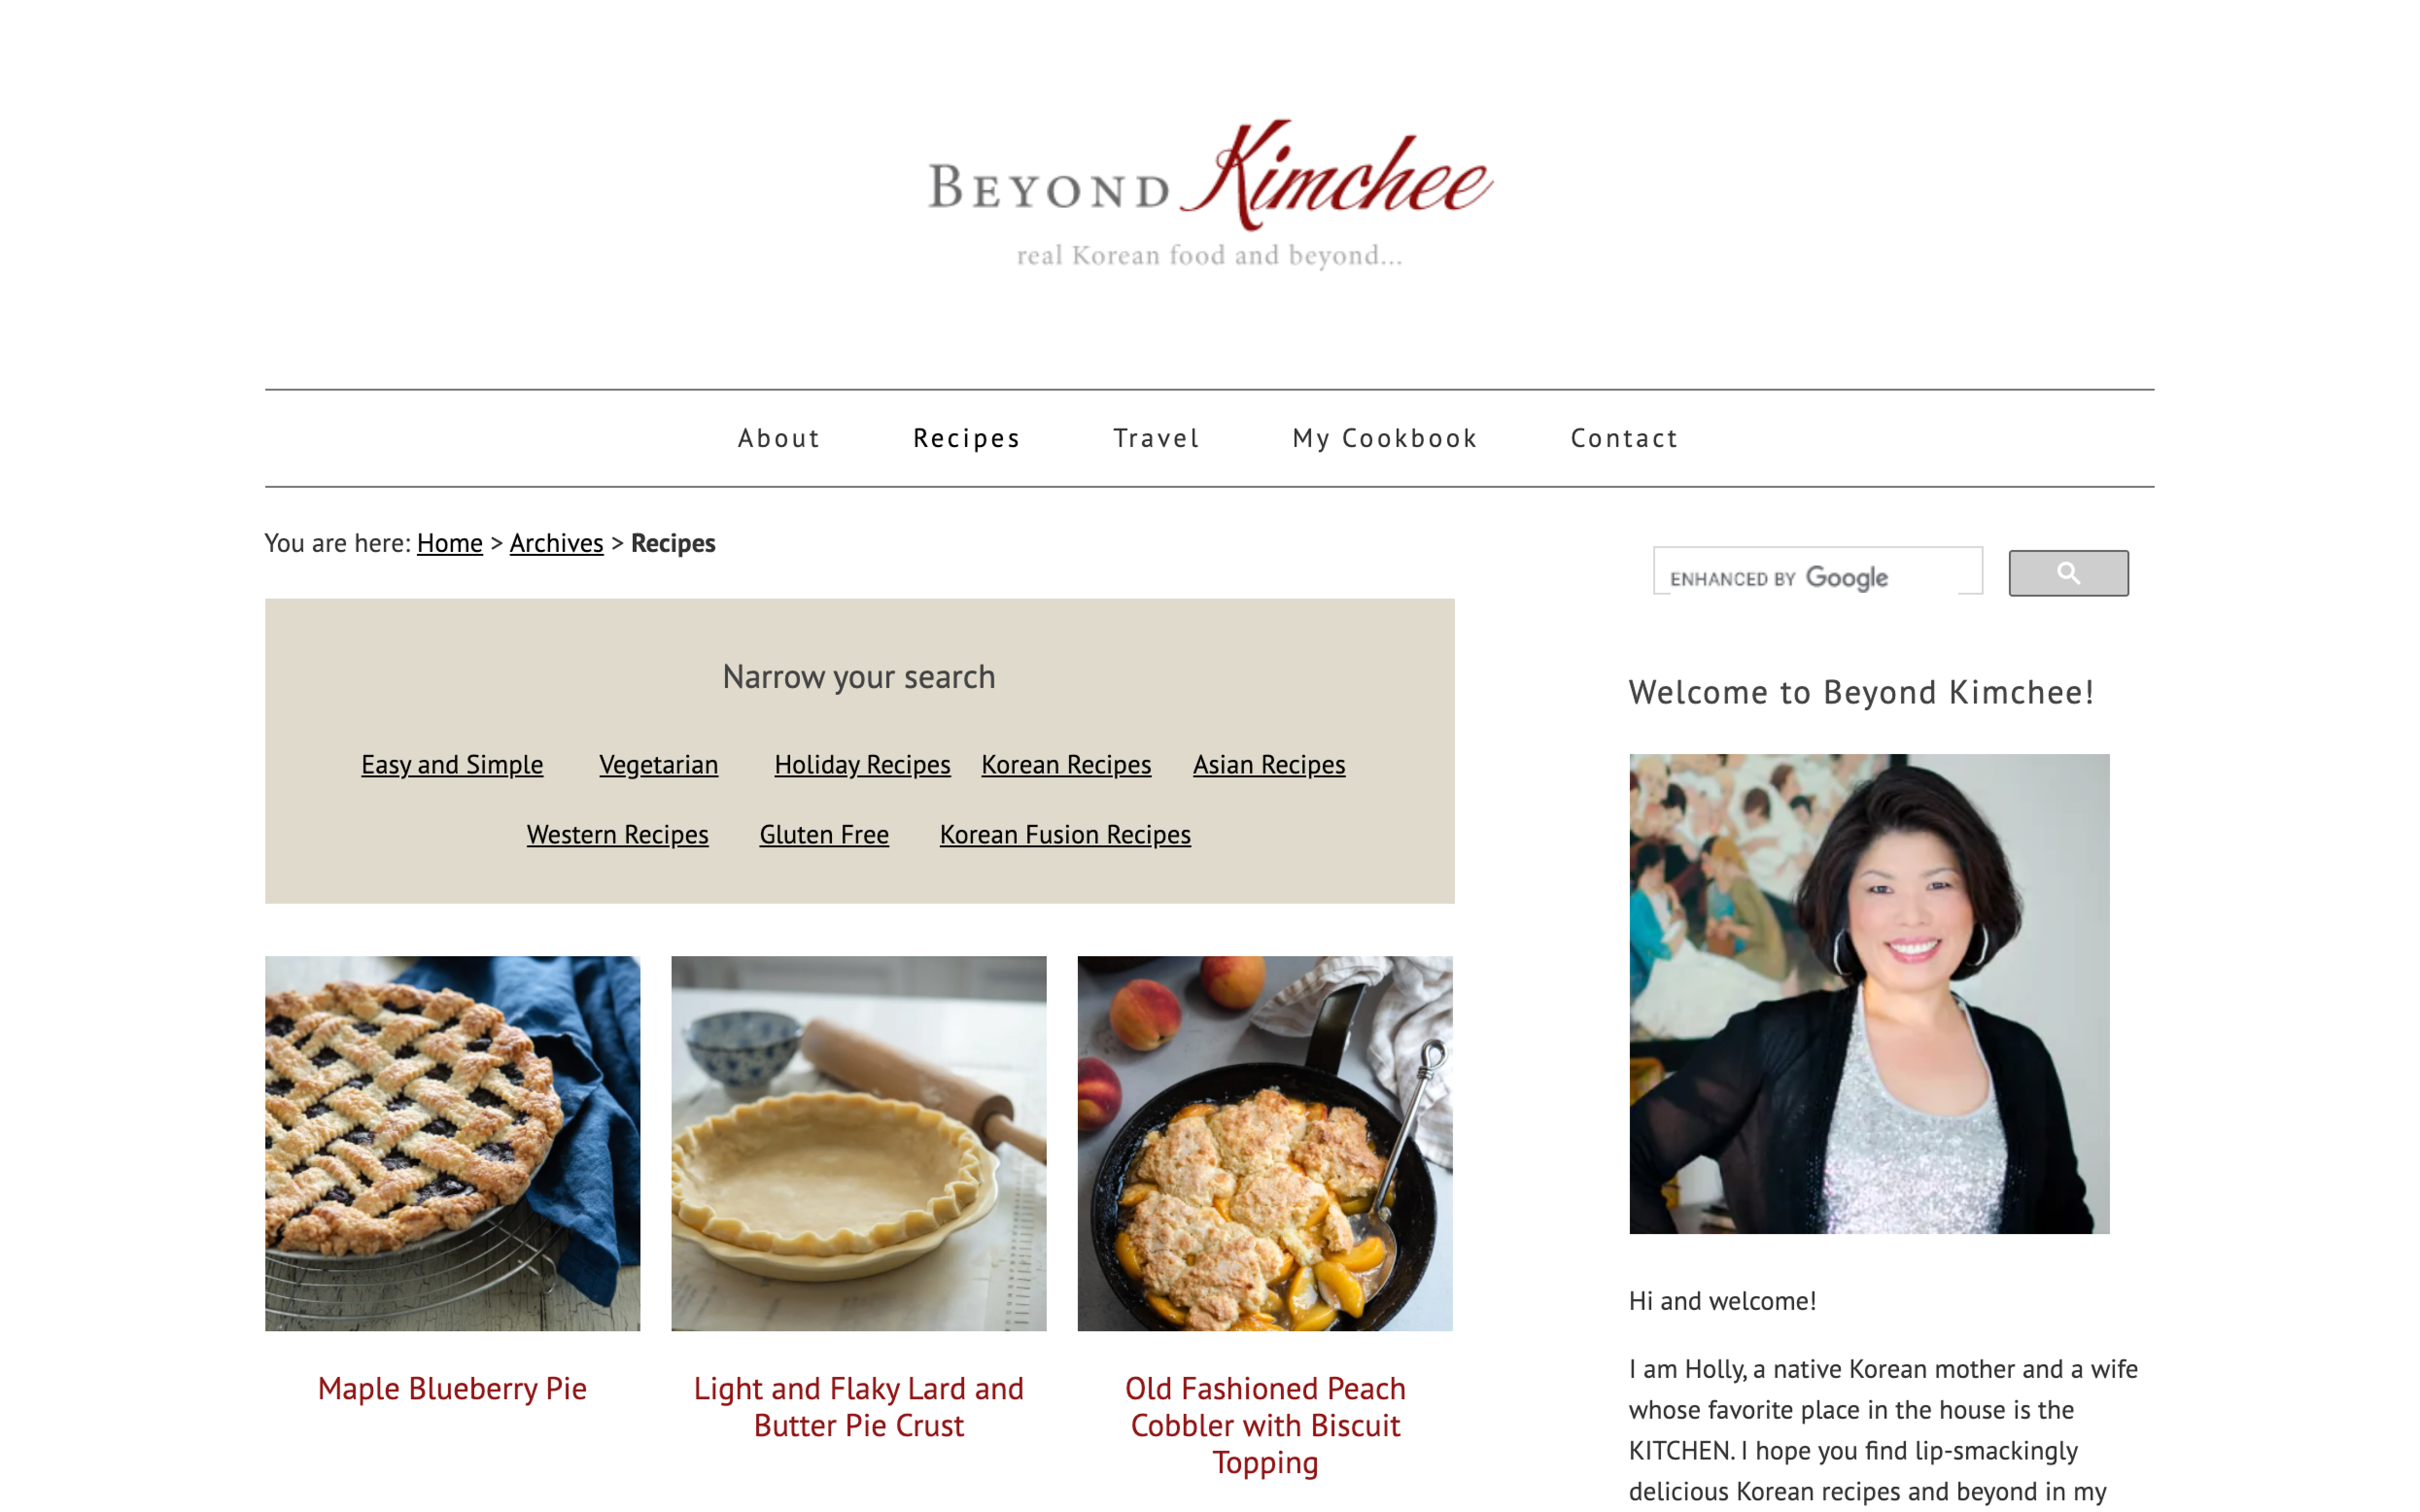 BEYOND Kimchee
real Korean food and beyond...
About Recipes Travel My Cookbook Contact
You are here: Home > Archives > Recipes
Narrow your search
Easy and Simple Vegetarian Holiday Recipes Korean Recipes Asian Recipes
Western Recipes Gluten Free Korean Fusion Recipes
Maple Blueberry Pie
Light and Flaky Lard and
Butter Pie Crust
Old Fashioned Peach
Cobbler with Biscuit
Topping
ENHANCED BY Google
Welcome to Beyond Kimchee!
Hi and welcome!
I am Holly, a native Korean mother and a wife
whose favorite place in the house is the
KITCHEN. I hope you find lip-smackingly
delicious Korean recipes and beyond in my